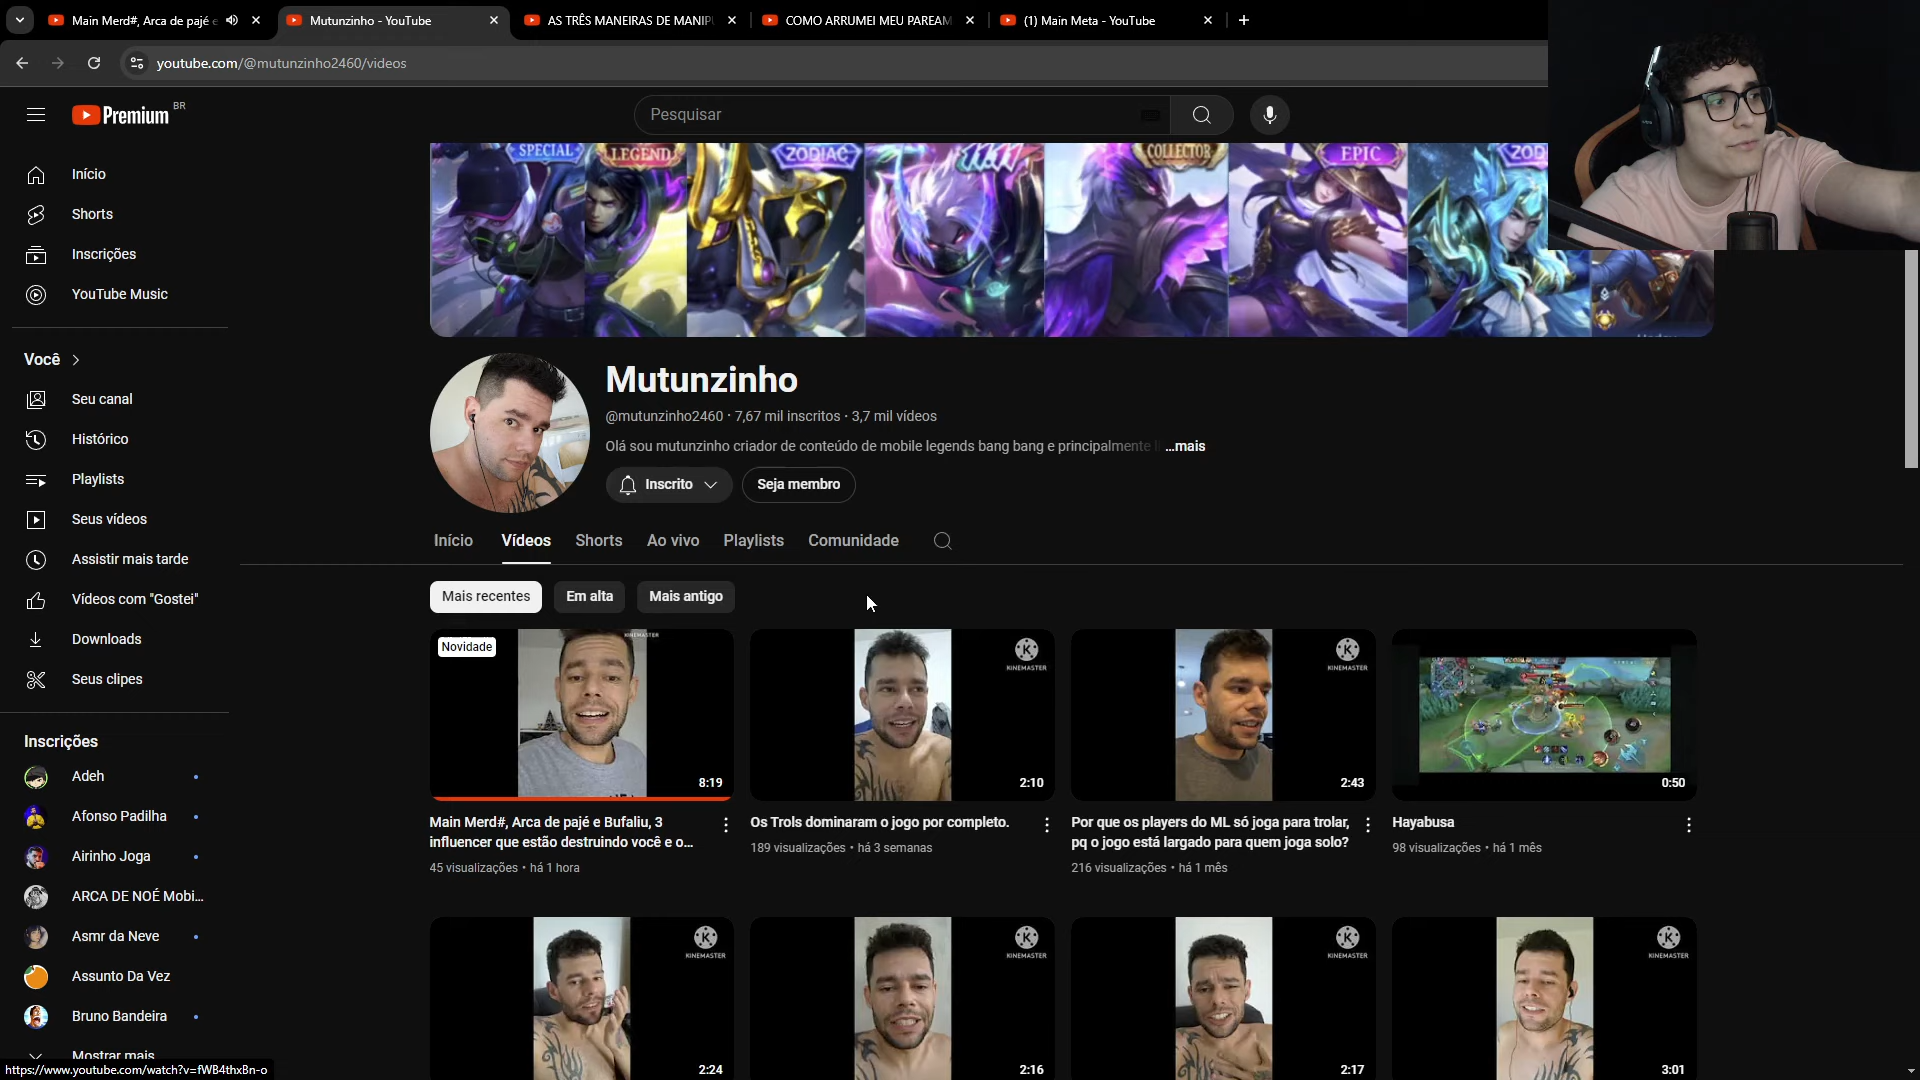 Main Merd#, Arca de pajé e
Mutunzinho - YouTube
AS TRÊS MANEIRAS DE MANIPU
COMO ARRUMEI MEU PAREAM
(1) Main Meta - YouTube
youtube.com/@mutunzinho2460/videos
Premium BR
Pesquisar
Início
Shorts
Inscrições
YouTube Music
Você
Seu canal
Histórico
Playlists
Seus vídeos
Assistir mais tarde
Vídeos com "Gostei"
Downloads
Seus clipes
Inscrições
Adeh
Afonso Padilha
Airinho Joga
ARCA DE NOÉ Mobi...
Asmr da Neve
Assunto Da Vez
Bruno Bandeira
Mostrar mais
https://www.youtube.com/watch?v=fWB4thxBn-o
SPECIAL
LEGEND
ZODIAC
COLLECTOR
EPIC
ZOD
Mutunzinho
@mutunzinho2460 · 7,67 mil inscritos · 3,7 mil vídeos
Olá sou mutunzinho criador de conteúdo de mobile legends bang bang e principalmente ...mais
Inscrito
Seja membro
Início
Vídeos
Shorts
Ao vivo
Playlists
Comunidade
Mais recentes
Em alta
Mais antigo
Novidade
KINEMASTER
8:19
Main Merd#, Arca de pajé e Bufaliu, 3
influencer que estão destruindo você e o...
45 visualizações • há 1 hora
KINEMASTER
2:10
Os Trols dominaram o jogo por completo.
189 visualizações • há 3 semanas
KINEMASTER
2:43
Por que os players do ML só joga para trolar,
pq o jogo está largado para quem joga solo?
216 visualizações • há 1 mês
0:50
Hayabusa
98 visualizações • há 1 mês
KINEMASTER
2:24
KINEMASTER
2:16
KINEMASTER
2:17
KINEMASTER
3:01